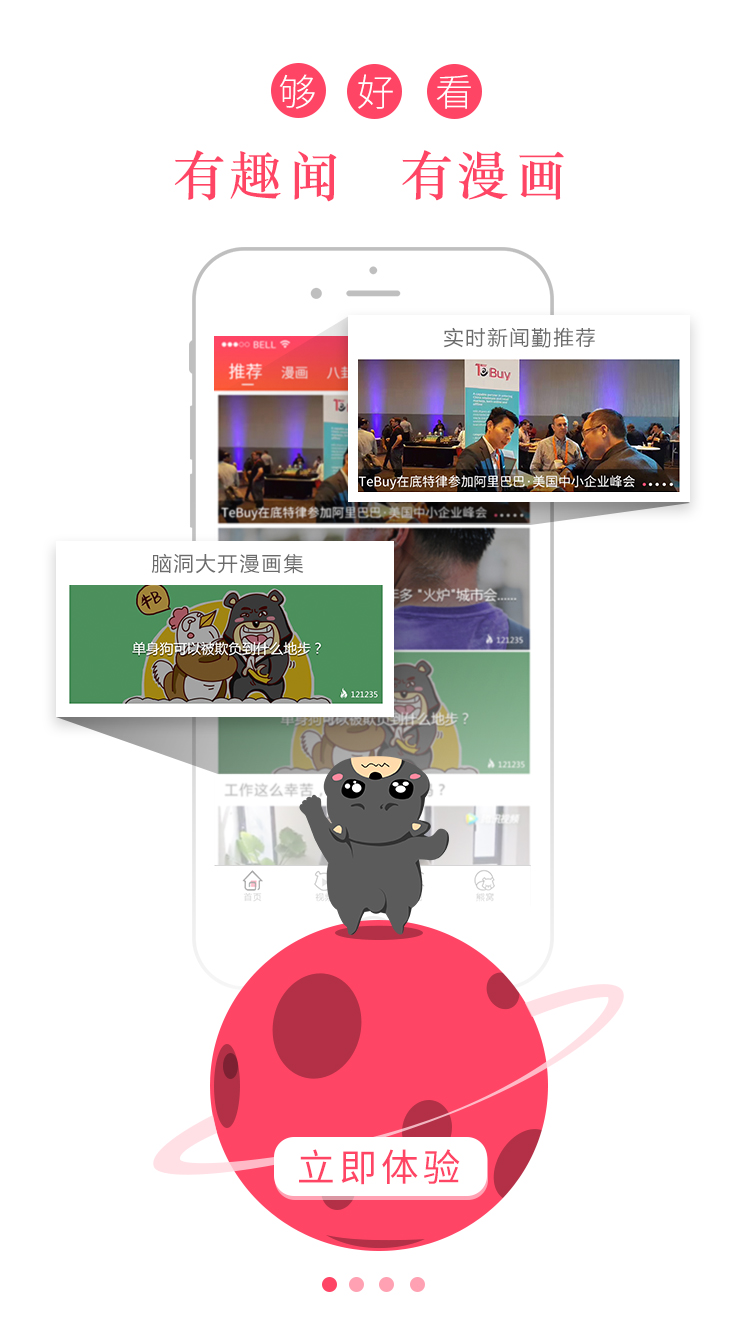 够好看
有趣闻 有漫画
BELL
实时新闻勤推荐
推荐 漫画 八卦
TeBuy
TeBuy在底特律参加阿里巴巴·美国中小企业峰会
TeBuy在底特律参加阿里巴巴·美国中小企业峰会
脑洞大开漫画集
年多 "火炉"城市会......
牛B
单身狗可以被欺负到什么地步？
121235
121235
单身狗可以被欺负到什么地步？
121235
工作这么幸苦
？
首页
熊窝
立即体验